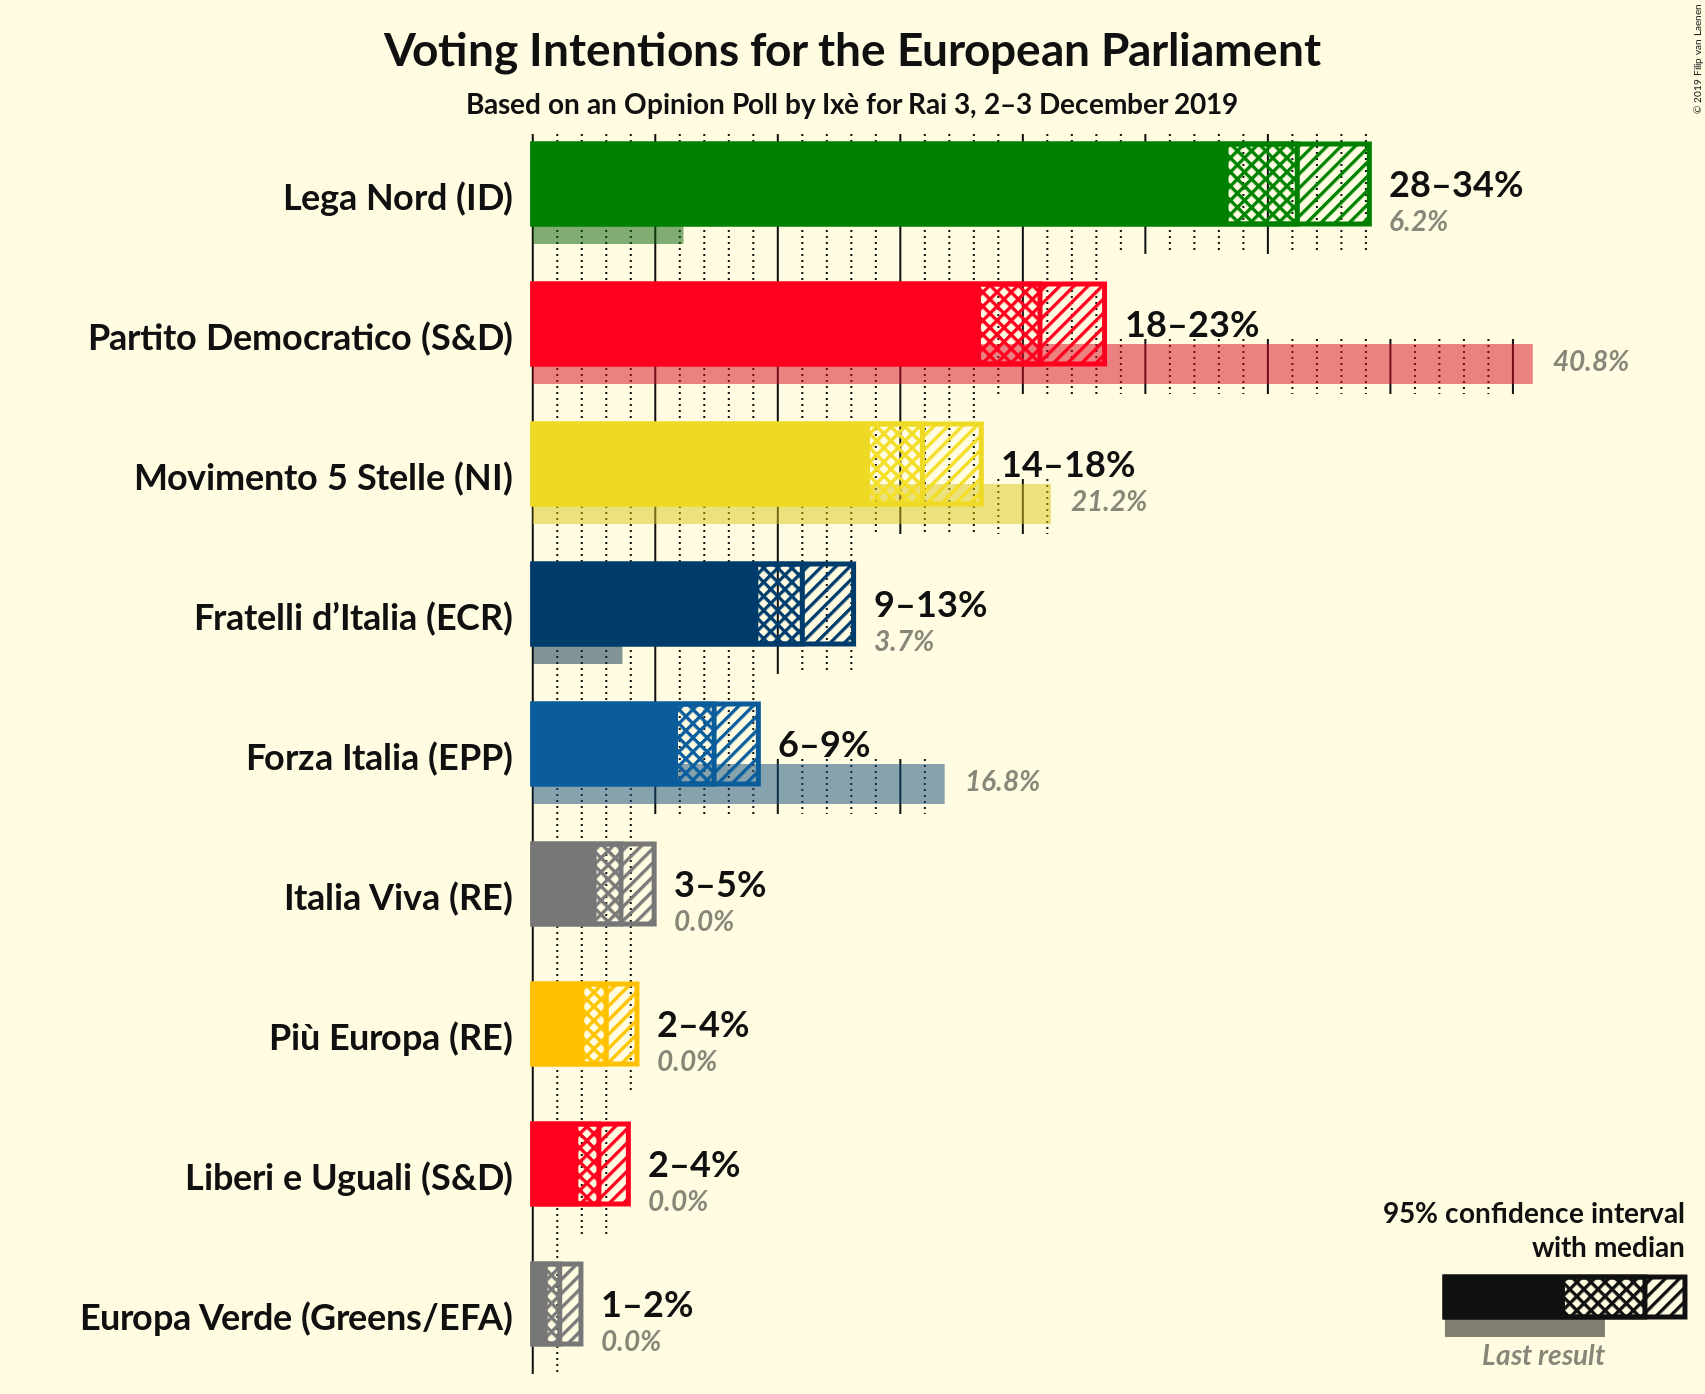 Voting Intentions for the European Parliament
Based on an Opinion Poll by Ixè for Rai 3, 2–3 December 2019
© 2019 Filip van Laenen
Lega Nord (ID)
28–34%
6.2%
Partito Democratico (S&D)
18–23%
40.8%
Movimento 5 Stelle (NI)
14–18%
21.2%
Fratelli d’Italia (ECR)
9–13%
3.7%
Forza Italia (EPP)
6–9%
16.8%
Italia Viva (RE)
3–5%
0.0%
Più Europa (RE)
2–4%
0.0%
Liberi e Uguali (S&D)
2–4%
0.0%
Europa Verde (Greens/EFA)
1–2%
0.0%
95% confidence interval
with median
Last result